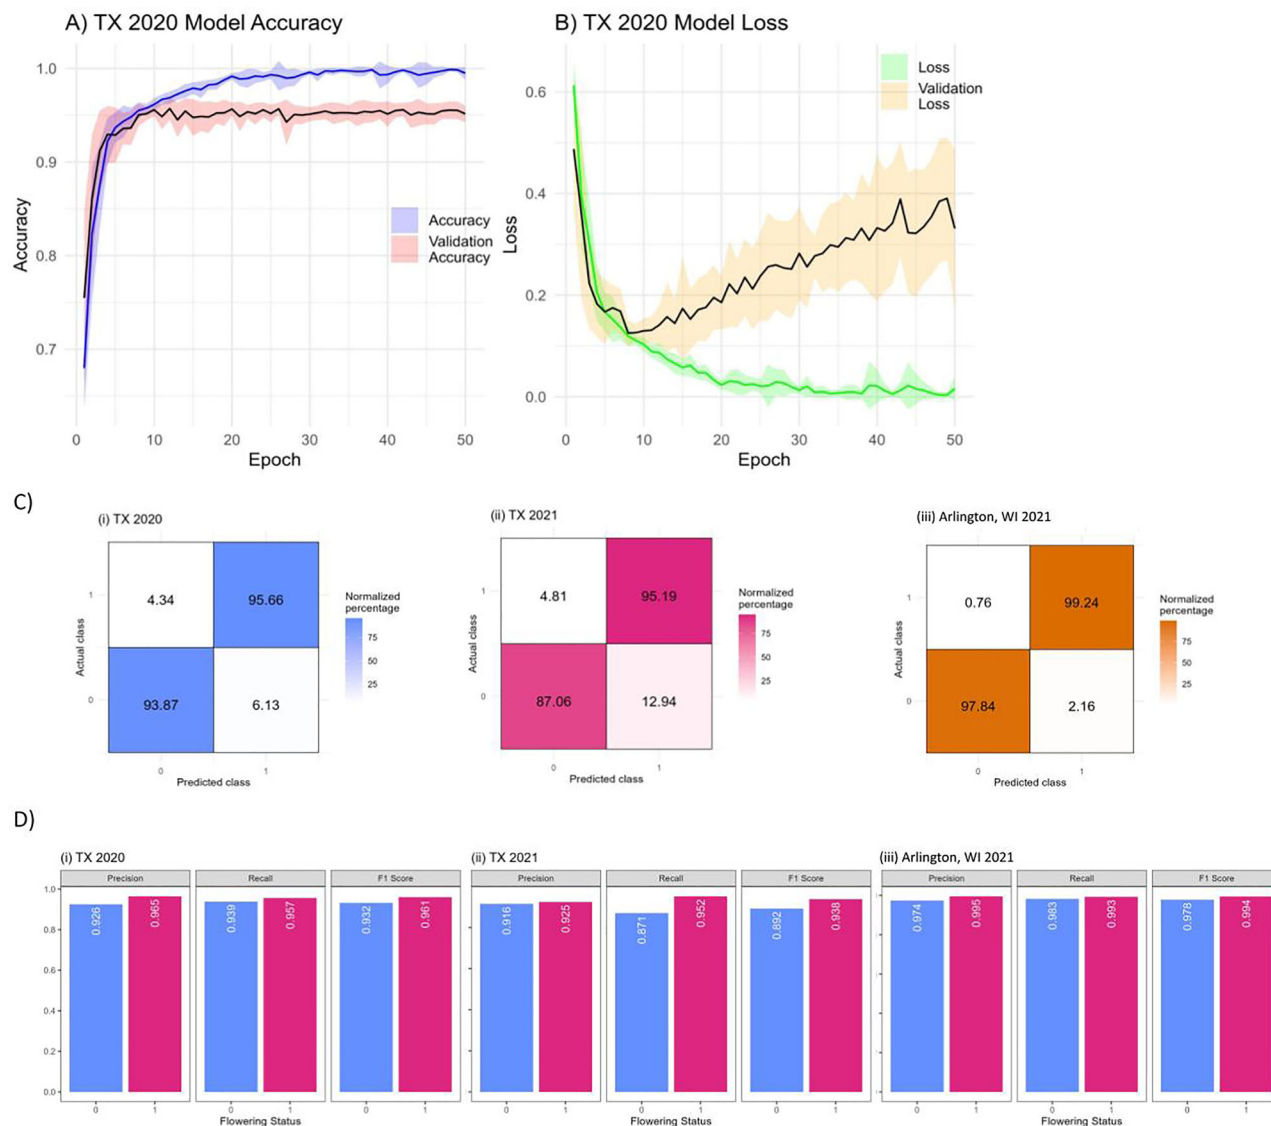 A) TX 2020 Model Accuracy
1.0
0.9
0.8
0.7
Accuracy
0
10
20
30
40
50
Epoch
Accuracy
Validation
Accuracy
B) TX 2020 Model Loss
0.6
0.4
0.2
0.0
Loss
0
10
20
30
40
50
Epoch
Loss
Validation
Loss
C)
(i) TX 2020
4.34
95.66
93.87
6.13
1
0
Actual class
0
1
Predicted class
Normalized
percentage
75
50
25
(ii) TX 2021
4.81
95.19
87.06
12.94
1
0
Actual class
0
1
Predicted class
Normalized
percentage
75
50
25
(iii) Arlington, WI 2021
0.76
99.24
97.84
2.16
1
0
Actual class
0
1
Predicted class
Normalized
percentage
75
50
25
D)
(i) TX 2020
Precision
Recall
F1 Score
1.0
0.8
0.6
0.4
0.2
0.0
0.926
0.965
0.939
0.957
0.932
0.961
0
1
0
1
0
1
Flowering Status
(ii) TX 2021
Precision
Recall
F1 Score
0.916
0.925
0.871
0.952
0.892
0.938
0
1
0
1
0
1
Flowering Status
(iii) Arlington, WI 2021
Precision
Recall
F1 Score
0.974
0.995
0.983
0.993
0.978
0.994
0
1
0
1
0
1
Flowering Status